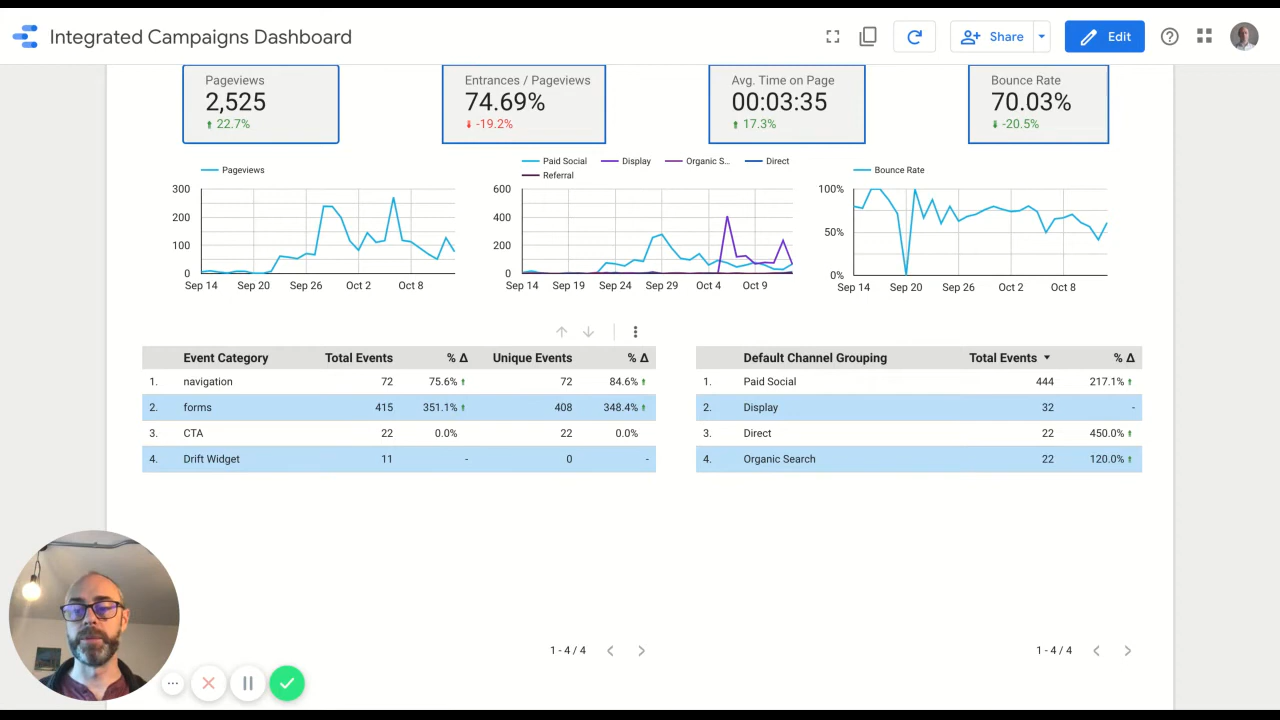 Integrated Campaigns Dashboard
Share
Edit
Pageviews
2,525
22.7%
Entrances / Pageviews
74.69%
-19.2%
Avg. Time on Page
00:03:35
17.3%
Bounce Rate
70.03%
-20.5%
Pageviews
300
200
100
0
Sep 14 Sep 20 Sep 26 Oct 2 Oct 8
Paid Social Display Organic S... Direct
Referral
600
400
200
0
Sep 14 Sep 19 Sep 24 Sep 29 Oct 4 Oct 9
Bounce Rate
100%
50%
0%
Sep 14 Sep 20 Sep 26 Oct 2 Oct 8
Event Category Total Events % Δ Unique Events % Δ
1. navigation 72 75.6% 72 84.6%
2. forms 415 351.1% 408 348.4%
3. CTA 22 0.0% 22 0.0%
4. Drift Widget 11 - 0 -
1 - 4 / 4
Default Channel Grouping Total Events % Δ
1. Paid Social 444 217.1%
2. Display 32 -
3. Direct 22 450.0%
4. Organic Search 22 120.0%
1 - 4 / 4